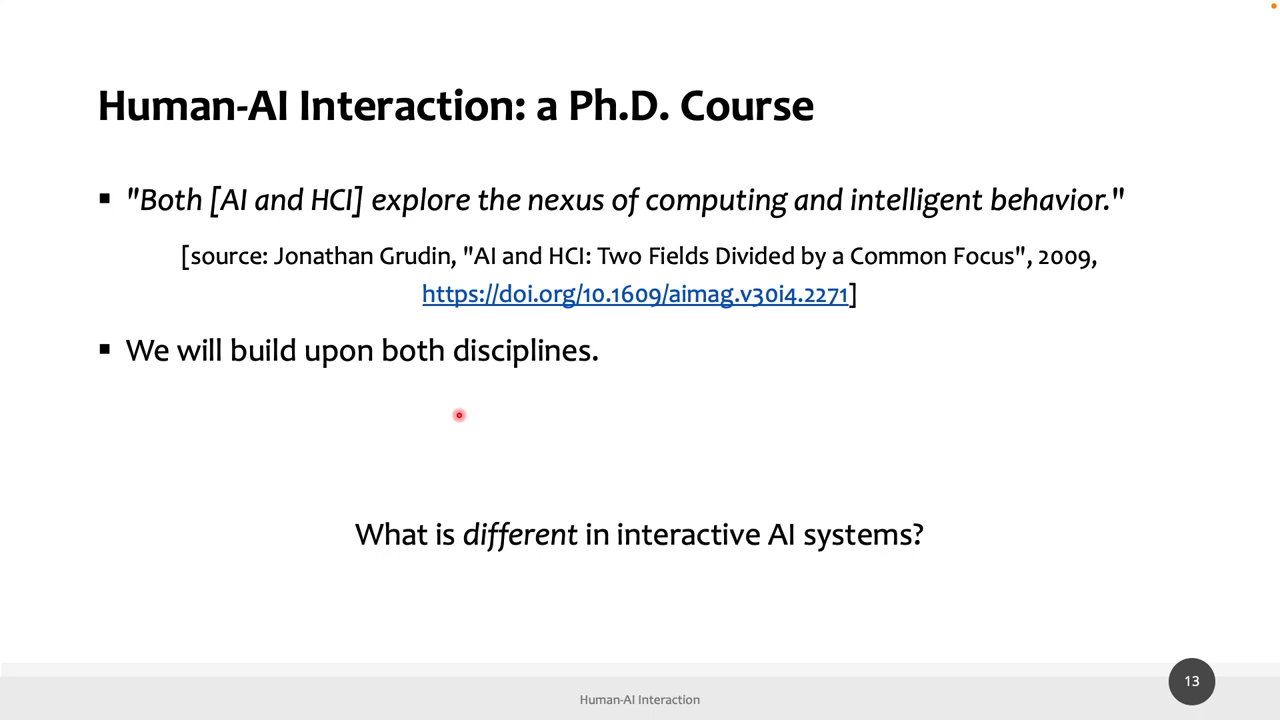 Human-AI Interaction: a Ph.D. Course
▪ "Both [AI and HCI] explore the nexus of computing and intelligent behavior."
[source: Jonathan Grudin, "AI and HCI: Two Fields Divided by a Common Focus", 2009,
https://doi.org/10.1609/aimag.v30i4.2271]
▪ We will build upon both disciplines.
What is different in interactive AI systems?
Human-AI Interaction
13